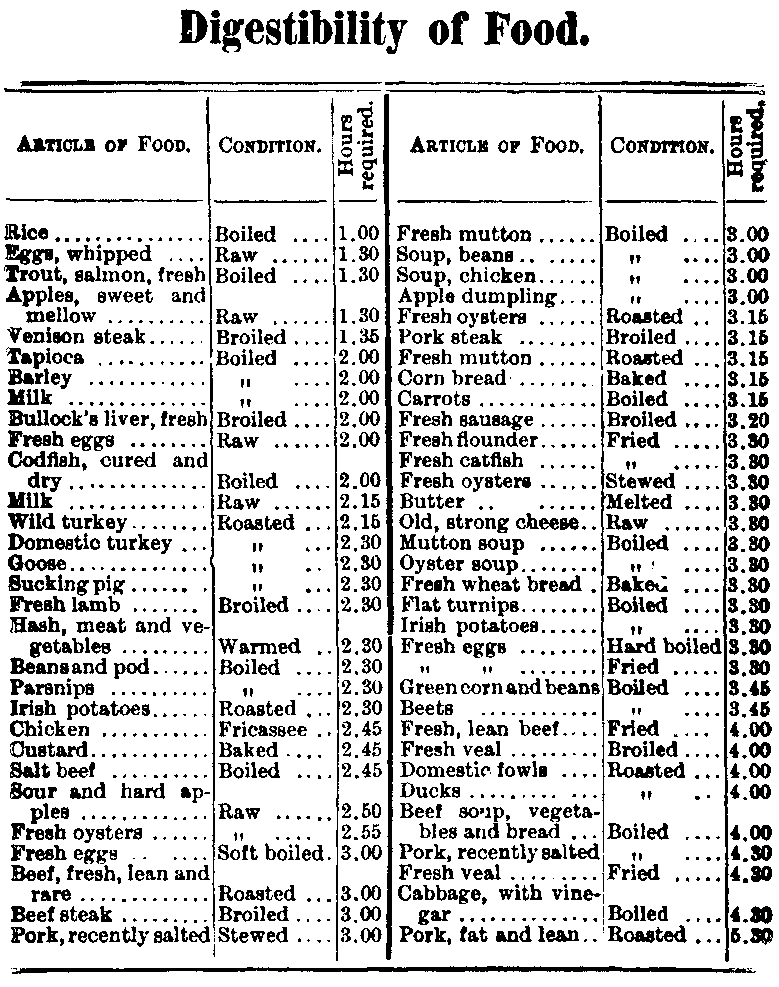 Digestibility of Food.
ARTICLE OF FOOD. CONDITION. Hours required.
Rice .............. Boiled .... 1.00
Eggs, whipped .... Raw ...... 1.30
Trout, salmon, fresh Boiled .... 1.30
Apples, sweet and
mellow ......... Raw ...... 1.30
Venison steak...... Broiled ... 1.35
Tapioca .......... Boiled .... 2.00
Barley ........... „ 2.00
Milk ............. „ 2.00
Bullock's liver, fresh Broiled ... 2.00
Fresh eggs ........ Raw ...... 2.00
Codfish, cured and
dry ............. Boiled .... 2.00
Milk ............. Raw ...... 2.15
Wild turkey........ Roasted ... 2.15
Domestic turkey ... „ ... 2.30
Goose............. „ ... 2.30
Sucking pig...... . „ ... 2.30
Fresh lamb ....... Broiled ... 2.30
Hash, meat and ve-
getables ......... Warmed .. 2.30
Beans and pod...... Boiled .... 2.30
Parsnips .......... „ .... 2.30
Irish potatoes...... Roasted ... 2.30
Chicken ........... Fricassee 2.45
Custard............ Baked .... 2.45
Salt beef .......... Boiled .... 2.45
Sour and hard ap-
ples ............ Raw ...... 2.50
Fresh oysters ...... „ .... 2.55
Fresh eggs .. ..... Soft boiled. 3.00
Beef, fresh, lean and
rare ............ Roasted ... 3.00
Beef steak ......... Broiled ... 3.00
Pork, recently salted Stewed .... 3.00
ARTICLE OF FOOD. CONDITION. Hours required.
Fresh mutton ...... Boiled .... 3.00
Soup, beans .. ...... „ .... 3.00
Soup, chicken...... „ .... 3.00
Apple dumpling.... „ .... 3.00
Fresh oysters ...... Roasted .. 3.15
Pork steak ........ Broiled ... 3.15
Fresh mutton ...... Roasted ... 3.15
Corn bread ........ Baked .... 3.15
Carrots ........... Boiled .... 3.15
Fresh sausage ..... Broiled ... 3.20
Fresh flounder...... Fried .... 3.30
Fresh catfish ...... „ .... 3.30
Fresh oysters ...... Stewed .... 3.30
Butter .. ...... Melted .... 3.30
Old, strong cheese.. Raw ...... 3.30
Mutton soup ...... Boiled .... 3.30
Oyster soup........ „ .... 3.30
Fresh wheat bread . Baked .... 3.30
Flat turnips........ Boiled .... 3.30
Irish potatoes...... „ .... 3.30
Fresh eggs ........ Hard boiled 3.30
„ „ ........ Fried .... 3.30
Green corn and beans Boiled .... 3.45
Beets ............. „ .... 3.45
Fresh, lean beef.... Fried .... 4.00
Fresh veal ........ Broiled .... 4.00
Domestic fowls .... Roasted ... 4.00
Ducks ......... ... „ .. 4.00
Beef soup, vegeta-
bles and bread ... Boiled .... 4.00
Pork, recently salted „ .... 4.30
Fresh veal ......... Fried .... 4.30
Cabbage, with vine-
gar ............. Boiled .... 4.30
Pork, fat and lean.. Roasted ... 5.30